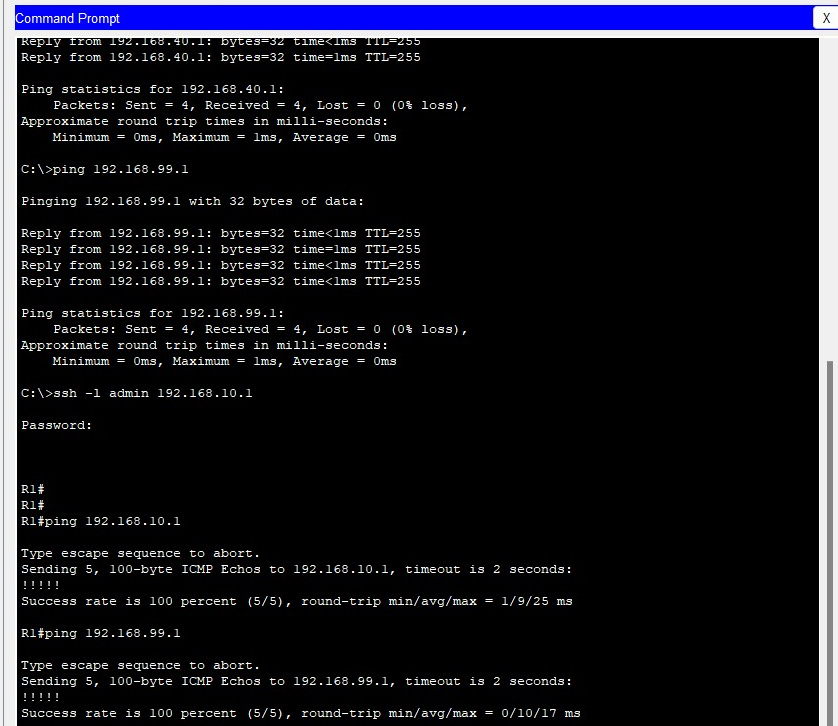 Command Prompt
X
Reply from 192.168.40.1: bytes=32 time<1ms TTL=255
Reply from 192.168.40.1: bytes=32 time=1ms TTL=255
Ping statistics for 192.168.40.1:
Packets: Sent = 4, Received = 4, Lost = 0 (0% loss),
Approximate round trip times in milli-seconds:
Minimum = 0ms, Maximum = 1ms, Average = 0ms
C:\>ping 192.168.99.1
Pinging 192.168.99.1 with 32 bytes of data:
Reply from 192.168.99.1: bytes=32 time<1ms TTL=255
Reply from 192.168.99.1: bytes=32 time=1ms TTL=255
Reply from 192.168.99.1: bytes=32 time<1ms TTL=255
Reply from 192.168.99.1: bytes=32 time<1ms TTL=255
Ping statistics for 192.168.99.1:
Packets: Sent = 4, Received = 4, Lost = 0 (0% loss),
Approximate round trip times in milli-seconds:
Minimum = 0ms, Maximum = 1ms, Average = 0ms
C:\>ssh -l admin 192.168.10.1
Password:
R1#
R1#
R1#ping 192.168.10.1
Type escape sequence to abort.
Sending 5, 100-byte ICMP Echos to 192.168.10.1, timeout is 2 seconds:
!!!!!
Success rate is 100 percent (5/5), round-trip min/avg/max = 1/9/25 ms
R1#ping 192.168.99.1
Type escape sequence to abort.
Sending 5, 100-byte ICMP Echos to 192.168.99.1, timeout is 2 seconds:
!!!!!
Success rate is 100 percent (5/5), round-trip min/avg/max = 0/10/17 ms